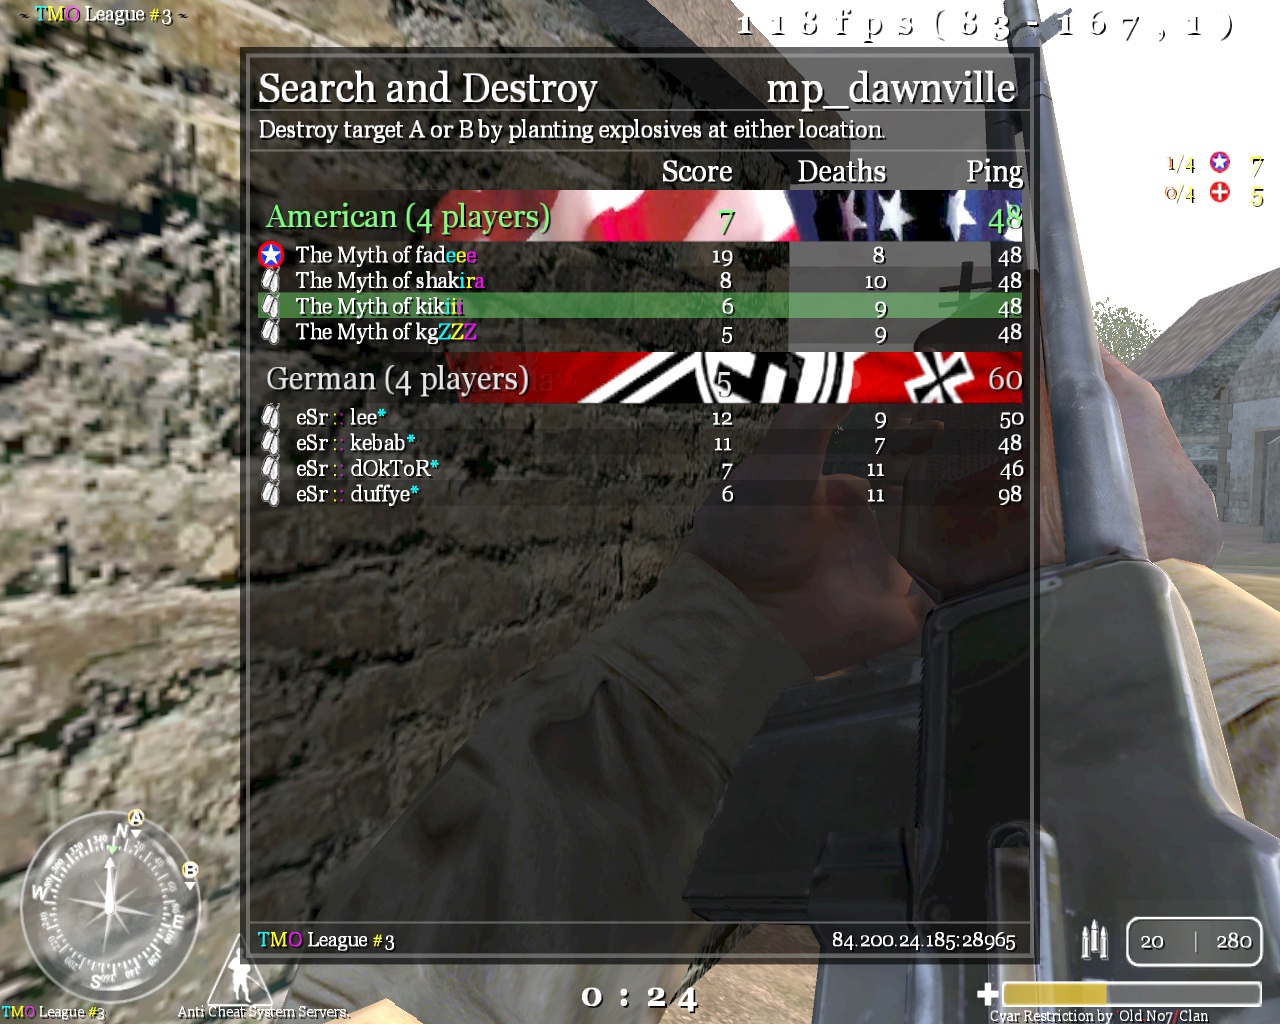 ~ TMO League #3 ~
118fps(83-167,1)
Search and Destroy mp_dawnville
Destroy target A or B by planting explosives at either location.
Score Deaths Ping
1/4 7
0/4 5
American (4 players) 7 48
The Myth of fadeee 19 8 48
The Myth of shakira 8 10 48
The Myth of kikiii 6 9 48
The Myth of kgZZZ 5 9 48
German (4 players) 5 60
eSr :: lee* 12 9 50
eSr :: kebab* 11 7 48
eSr :: dOkToR* 7 11 46
eSr :: duffye* 6 11 98
A
B
N
W
E
S
TMO League #3 84.200.24.185:28965
20 | 280
0:24
TMO League #3 Anti Cheat System Servers. Cvar Restriction by Old No7/Clan